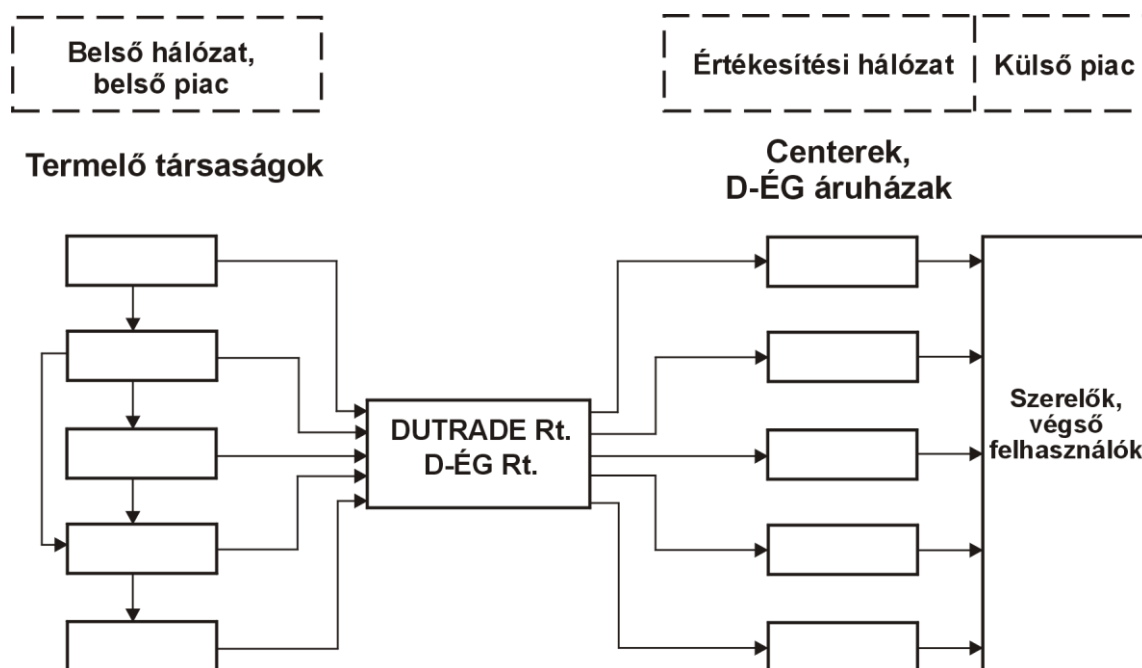 Belső hálózat,
belső piac
Értékesítési hálózat
Külső piac
Termelő társaságok
Centerek,
D-ÉG áruházak
DUTRADE Rt.
D-ÉG Rt.
Szerelők,
végső
felhasználók